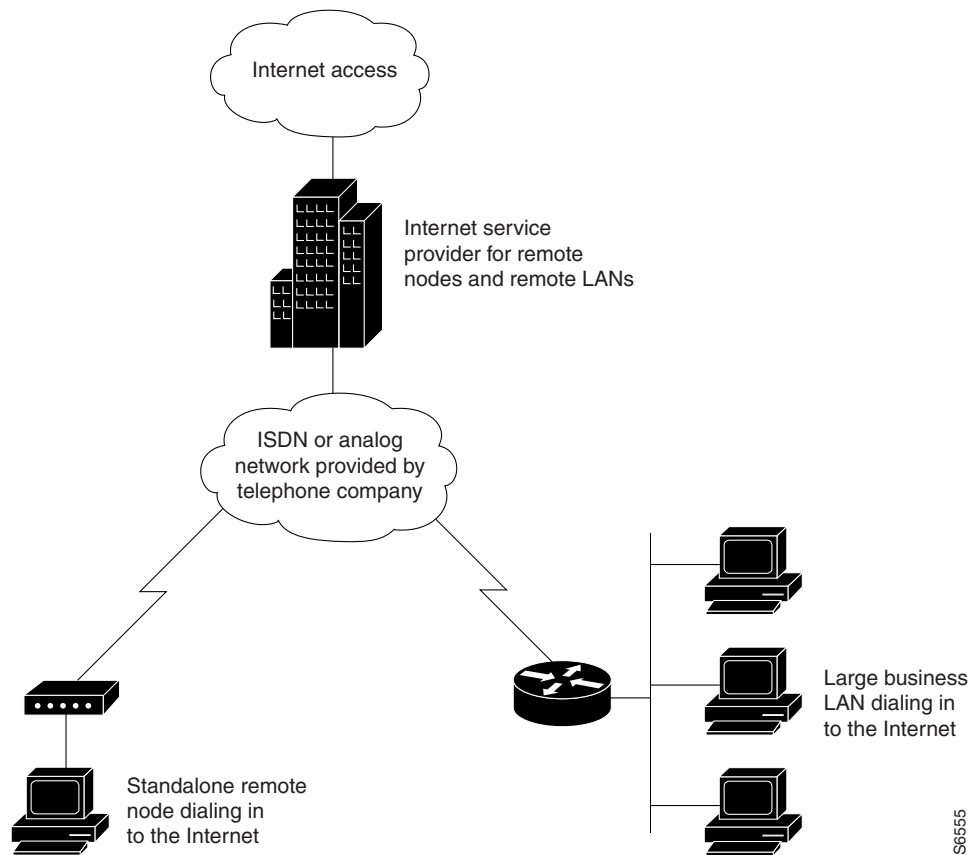 Internet access
Internet service
provider for remote
nodes and remote LANs
ISDN or analog
network provided by
telephone company
Large business
LAN dialing in
to the Internet
Standalone remote
node dialing in
to the Internet
S6555